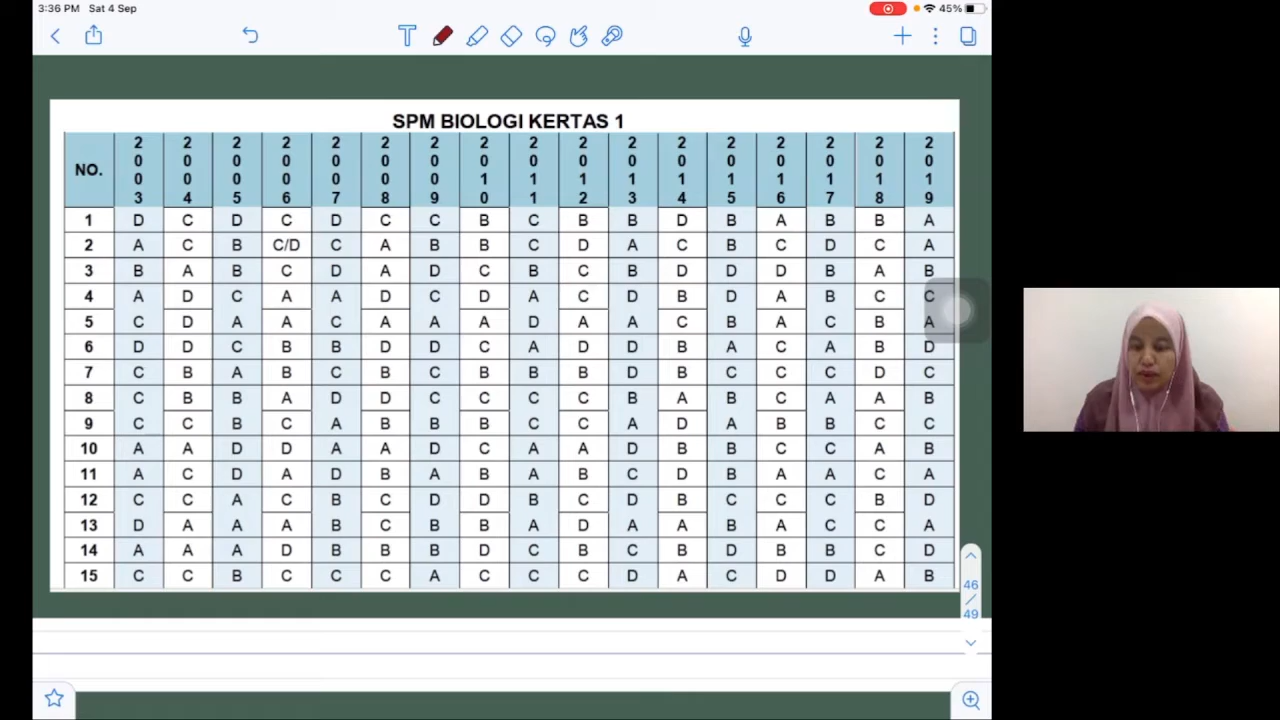 3:36 PM Sat 4 Sep 45%
T
SPM BIOLOGI KERTAS 1
NO. 2003 2004 2005 2006 2007 2008 2009 2010 2011 2012 2013 2014 2015 2016 2017 2018 2019
1 D C D C D C C B C B B D B A B B A
2 A C B C/D C A B B C D A C B C D C A
3 B A B C D A D C B C B D D D B A B
4 A D C A A D C D A C D B D A B C C
5 C D A A C A A A D A A C B A C B A
6 D D C B B D D C A D D B A C A B D
7 C B A B C B C B B B D B C C C D C
8 C B B A D D C C C C B A B C A A B
9 C C B C A B B B C C A D A B B C C
10 A A D D A A D C A A D B B C C A B
11 A C D A D B A B A B C D B A A C A
12 C C A C B C D D B C D B C C C B D
13 D A A A B C B B A D A A B A C C A
14 A A A D B B B D C B C B D B B C D
15 C C B C C C A C C C D A C D D A B
46
/
49